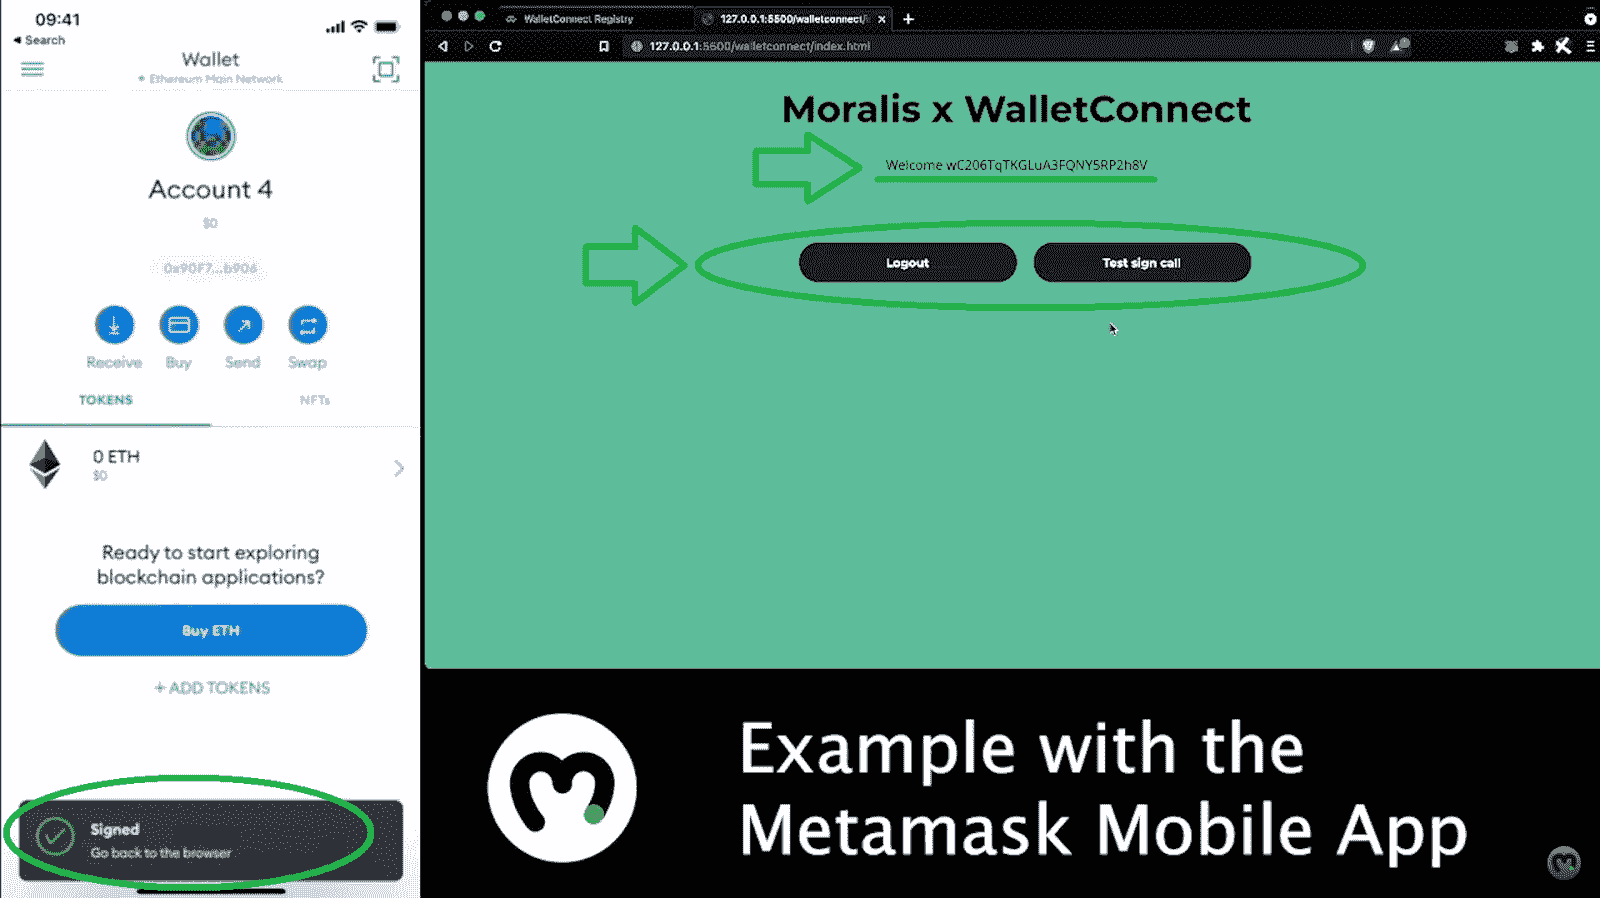 09:41
Search
Wallet
Ethereum Main Network
Account 4
$0
0x90F7...b906
Receive Buy Send Swap
TOKENS NFTs
0 ETH
$0
Ready to start exploring
blockchain applications?
Buy ETH
+ ADD TOKENS
Signed
Go back to the browser
WalletConnect Registry
127.0.0.1:5500/walletconnect/
127.0.0.1:5500/walletconnect/index.html
Moralis x WalletConnect
Welcome wC206TqTKGLuA3FQNY5RP2h8V
Logout Test sign call
Example with the
Metamask Mobile App